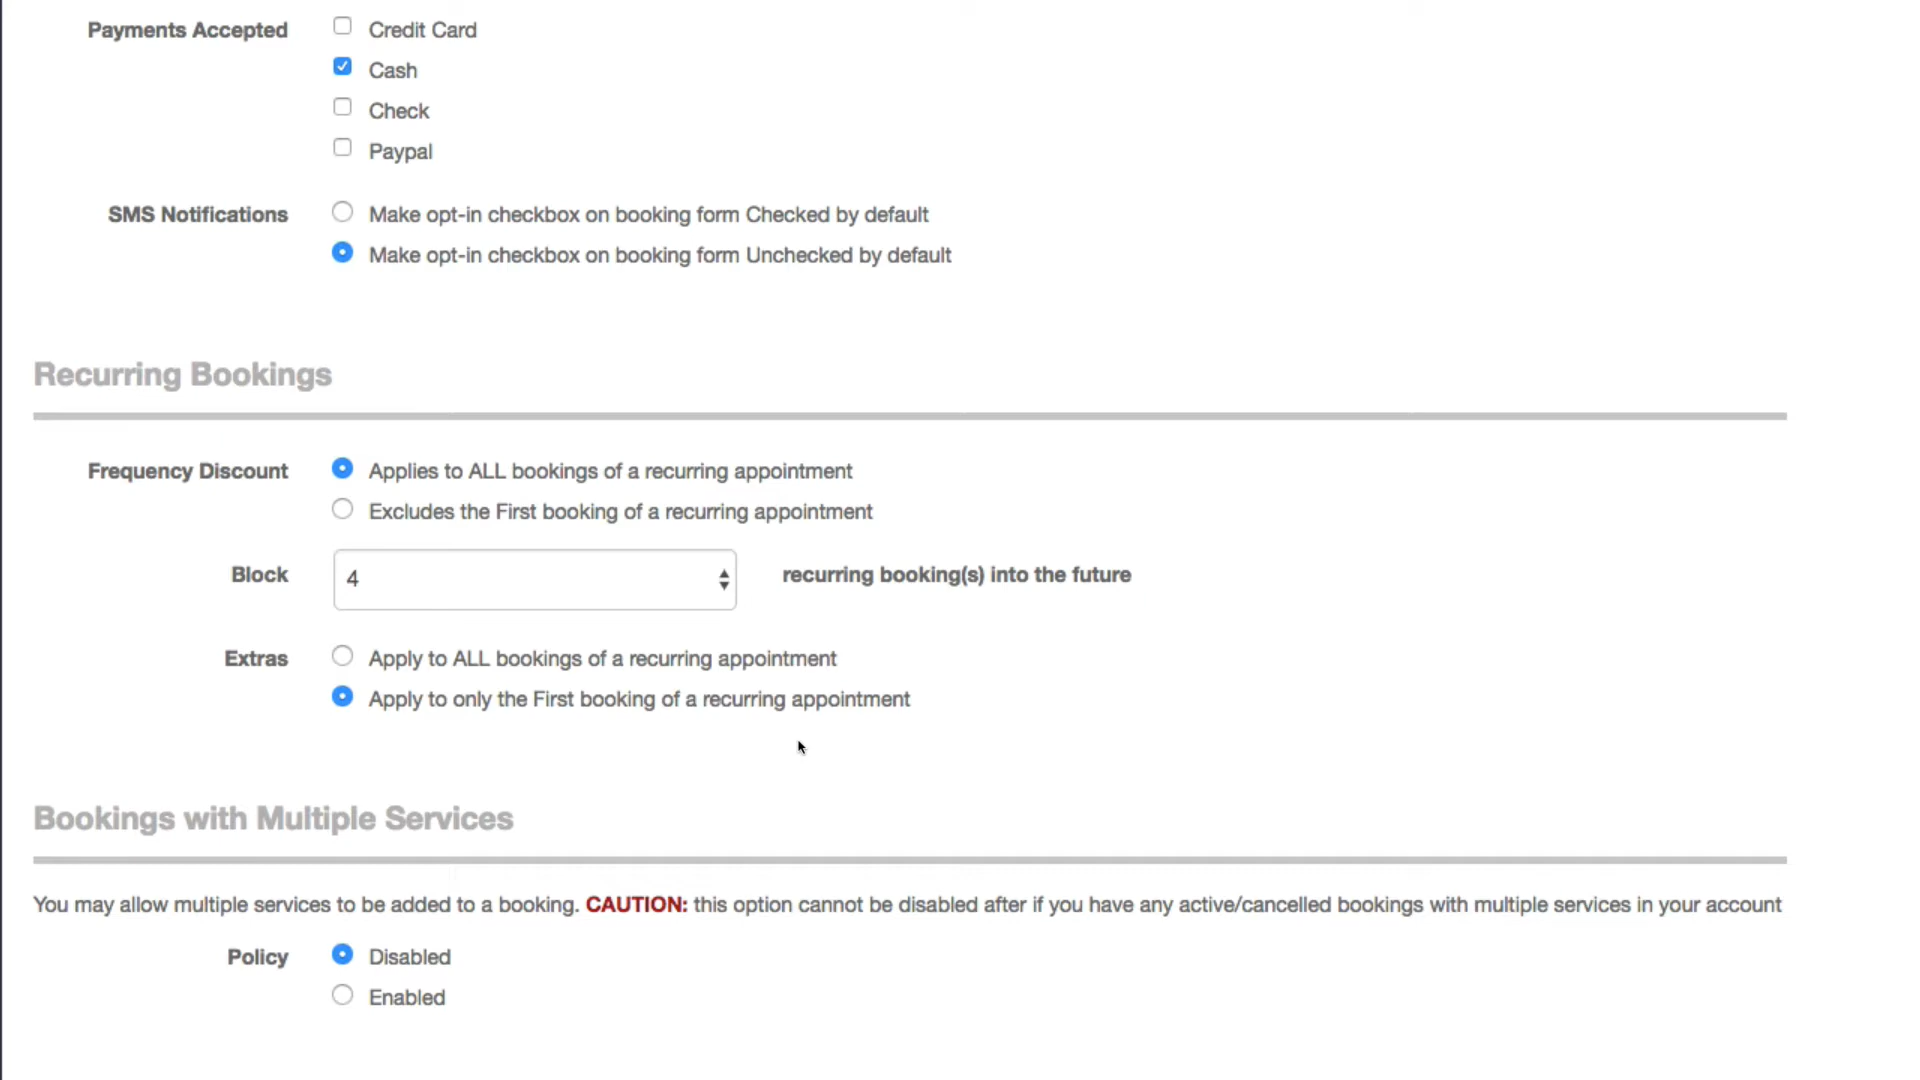 Payments Accepted
Credit Card
Cash
Check
Paypal
SMS Notifications
Make opt-in checkbox on booking form Checked by default
Make opt-in checkbox on booking form Unchecked by default
Recurring Bookings
Frequency Discount
Applies to ALL bookings of a recurring appointment
Excludes the First booking of a recurring appointment
Block 4 recurring booking(s) into the future
Extras
Apply to ALL bookings of a recurring appointment
Apply to only the First booking of a recurring appointment
Bookings with Multiple Services
You may allow multiple services to be added to a booking. CAUTION: this option cannot be disabled after if you have any active/cancelled bookings with multiple services in your account
Policy
Disabled
Enabled